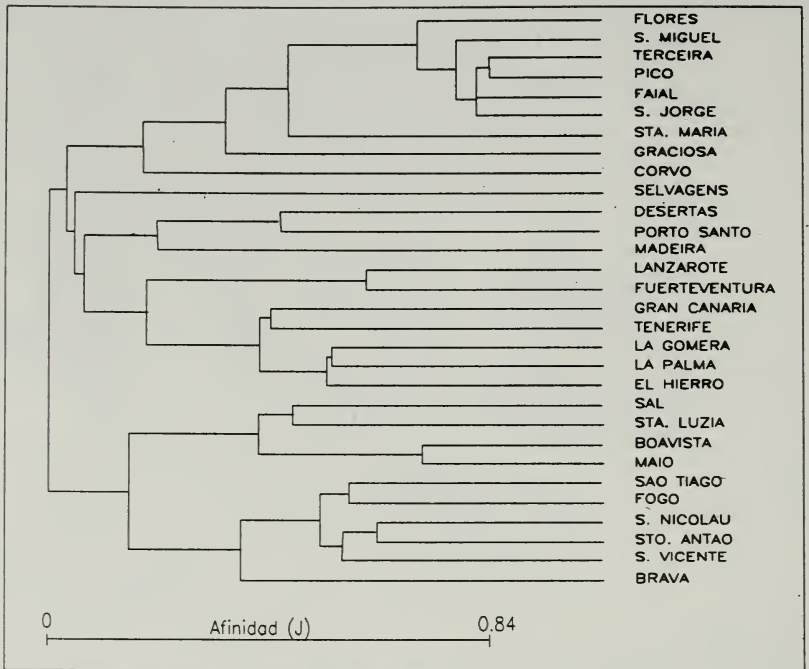 FLORES
S. MIGUEL
TERCEIRA
PICO
FAIAL
S. JORGE
STA. MARIA
GRACIOSA
CORVO
SELVAGENS
DESERTAS
PORTO SANTO
MADEIRA
LANZAROTE
FUERTEVENTURA
GRAN CANARIA
TENERIFE
LA GOMERA
LA PALMA
EL HIERRO
SAL
STA. LUZIA
BOAVISTA
MAIO
SAO TIAGO
FOGO
S. NICOLAU
STO. ANTAO
S. VICENTE
BRAVA
0 Afinidad (J) 0.84